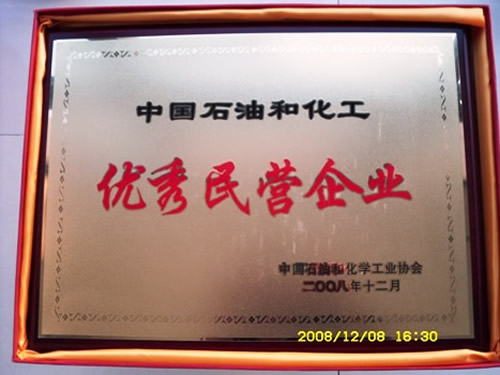 中国石油和化工
优秀民营企业
中国石油和化学工业协会
二〇〇八年十二月
2008/12/08 16:30